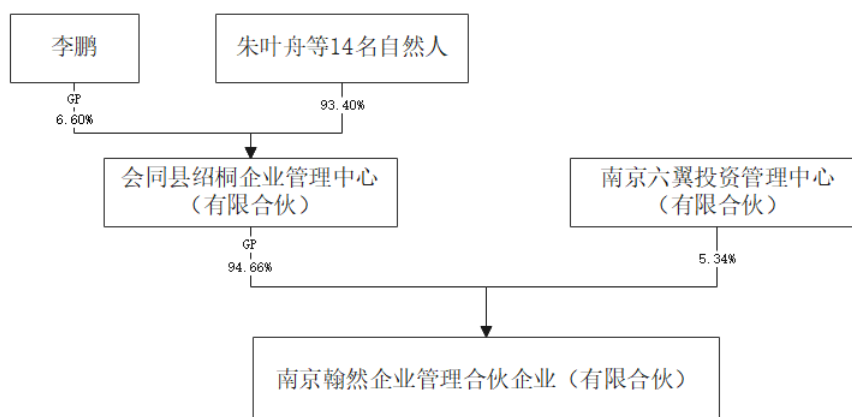 李鹏
朱叶舟等14名自然人
GP
6.60%
93.40%
会同县绍桐企业管理中心
（有限合伙）
南京六翼投资管理中心
（有限合伙）
GP
94.66%
5.34%
南京翰然企业管理合伙企业（有限合伙）